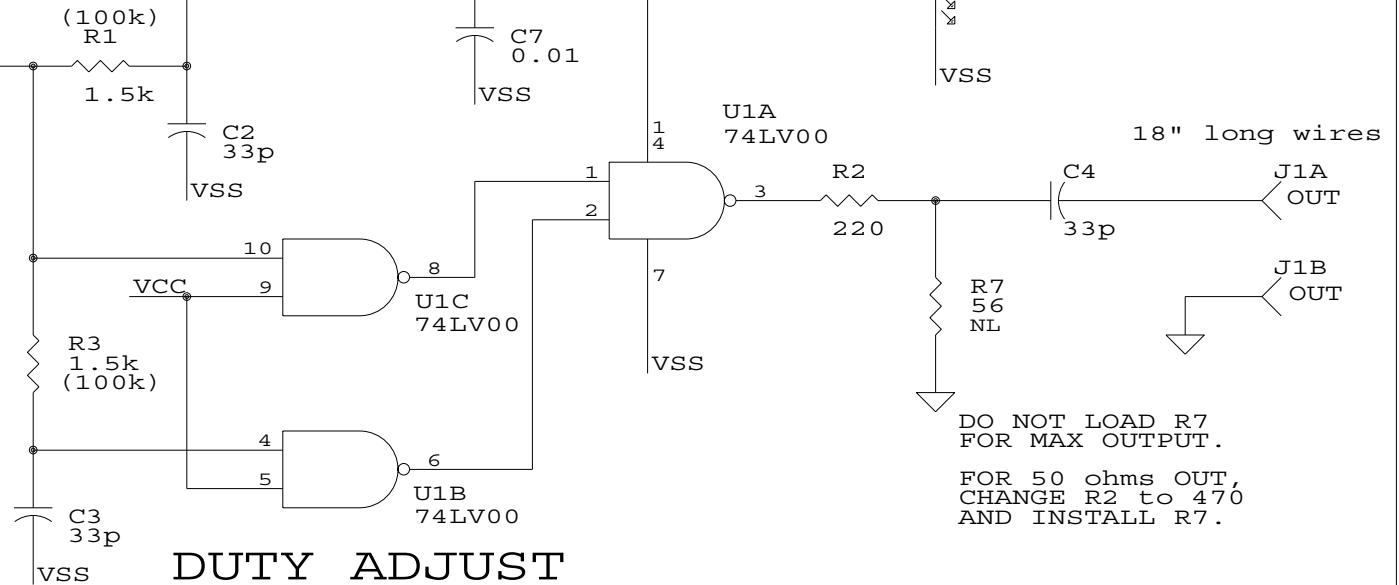 (100k)
R1
1.5k
C2
33p
VSS
C7
0.01
VSS
VSS
U1A
74LV00
1
4
1
2
3
7
VSS
R2
220
18" long wires
C4
33p
J1A
OUT
J1B
OUT
R7
56
NL
10
9
8
VCC
U1C
74LV00
R3
1.5k
(100k)
4
5
6
U1B
74LV00
C3
33p
VSS
DO NOT LOAD R7
FOR MAX OUTPUT.
FOR 50 ohms OUT,
CHANGE R2 to 470
AND INSTALL R7.
DUTY ADJUST